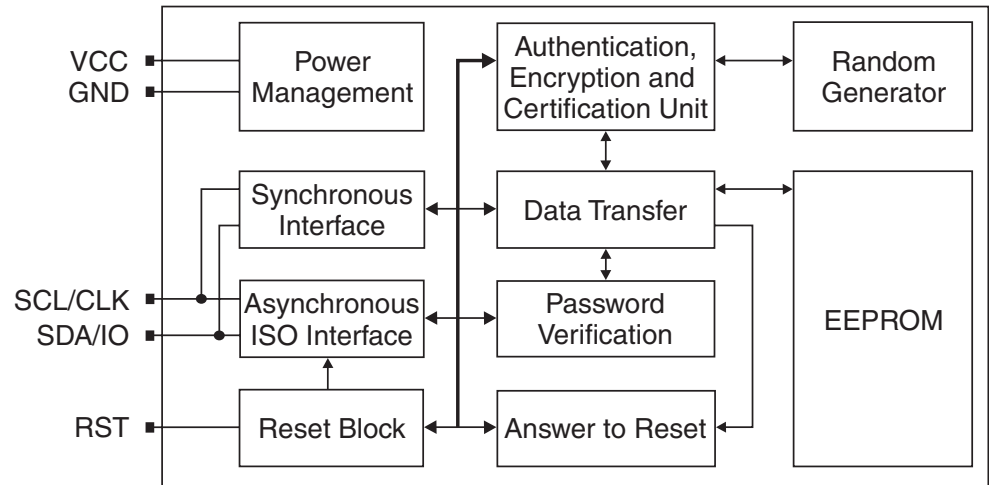 VCC
GND
Power
Management
Authentication,
Encryption and
Certification Unit
Random
Generator
Synchronous
Interface
Data Transfer
EEPROM
SCL/CLK
SDA/IO
Asynchronous
ISO Interface
Password
Verification
RST
Reset Block
Answer to Reset